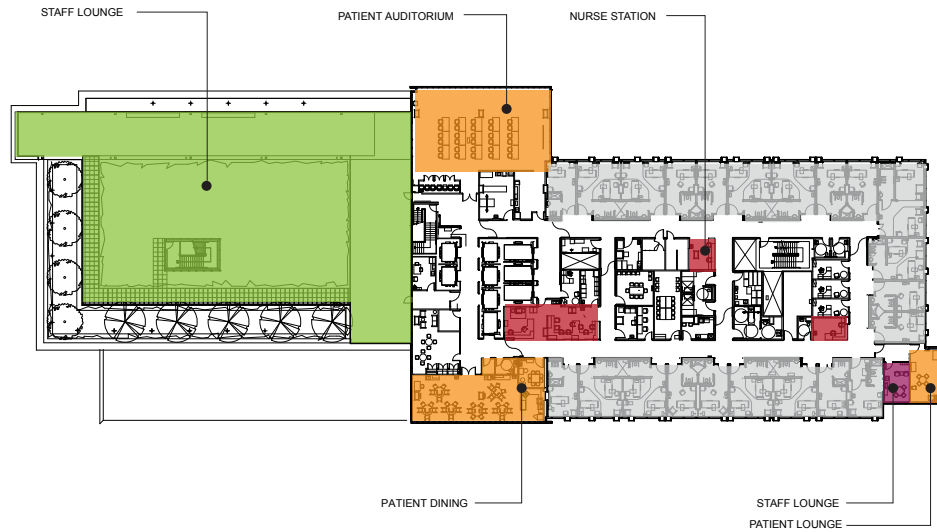 STAFF LOUNGE
PATIENT AUDITORIUM
NURSE STATION
PATIENT DINING
STAFF LOUNGE
PATIENT LOUNGE